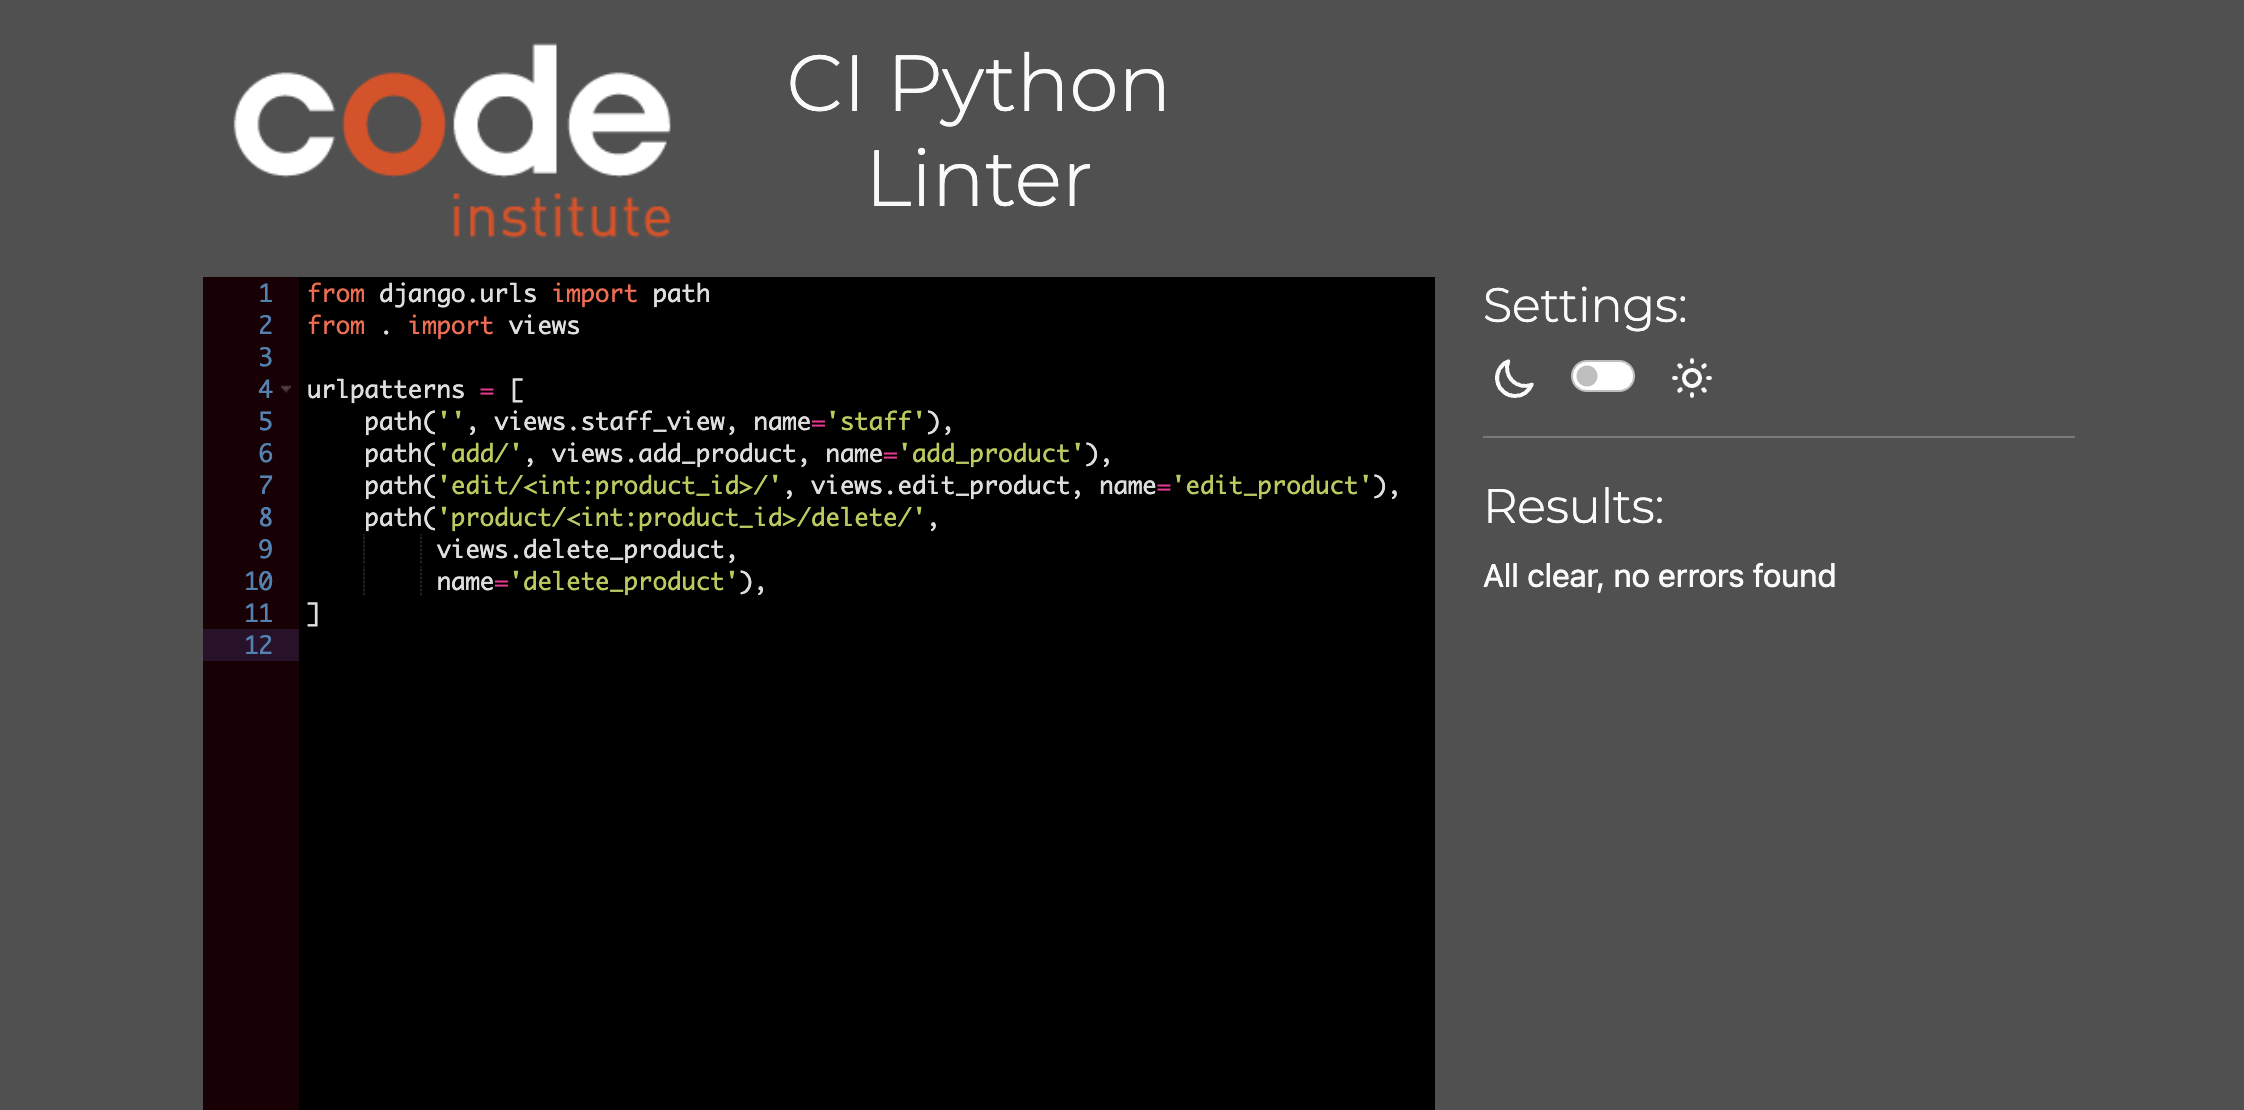 code
institute
CI Python
Linter
1 from django.urls import path
2 from . import views
3
4 urlpatterns = [
5     path('', views.staff_view, name='staff'),
6     path('add/', views.add_product, name='add_product'),
7     path('edit/<int:product_id>/', views.edit_product, name='edit_product'),
8     path('product/<int:product_id>/delete/',
9          views.delete_product,
10          name='delete_product'),
11 ]
12
Settings:
Results:
All clear, no errors found